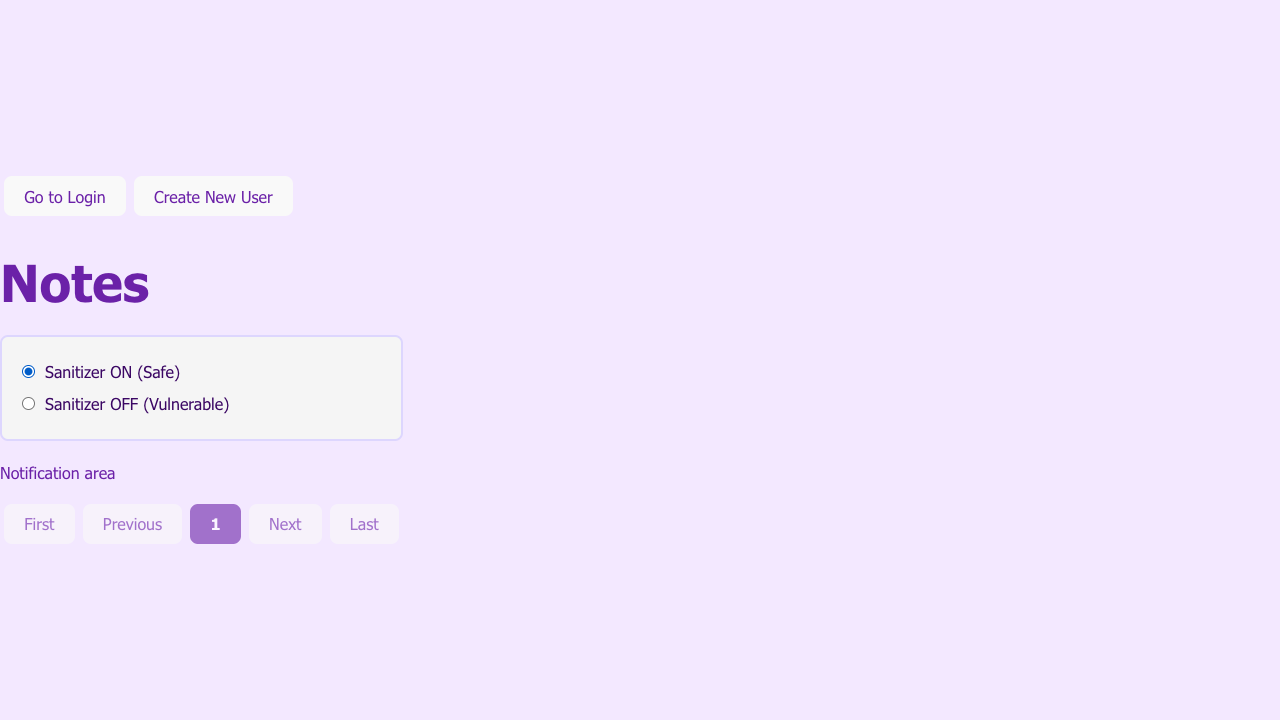 Go to Login Create New User
Notes
Sanitizer ON (Safe)
Sanitizer OFF (Vulnerable)
Notification area
First Previous 1 Next Last